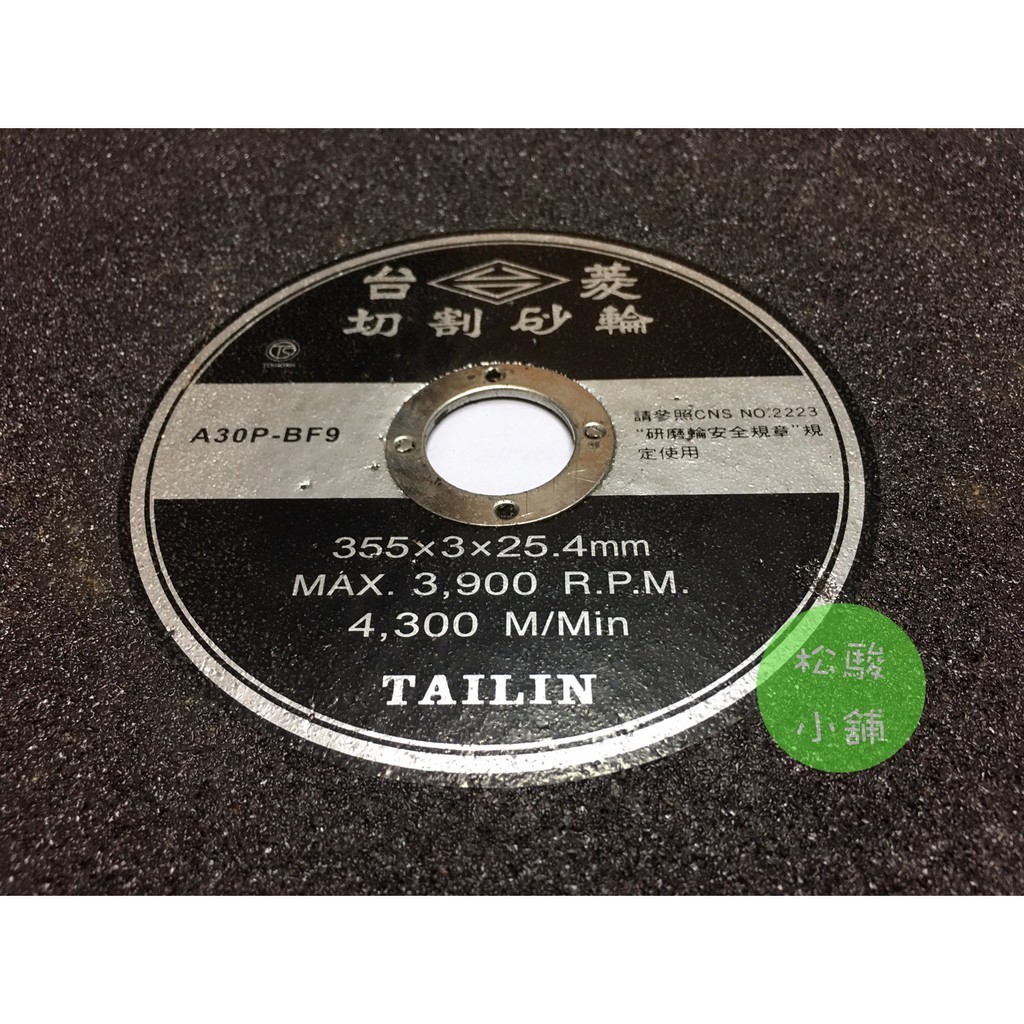 台 菱
切割砂輪
A30P-BF9
請參照CNS NO.2223
"研磨輪安全規章"規
定使用
355×3×25.4mm
MAX. 3,900 R.P.M.
4,300 M/Min
TAILIN
松駿
小舖